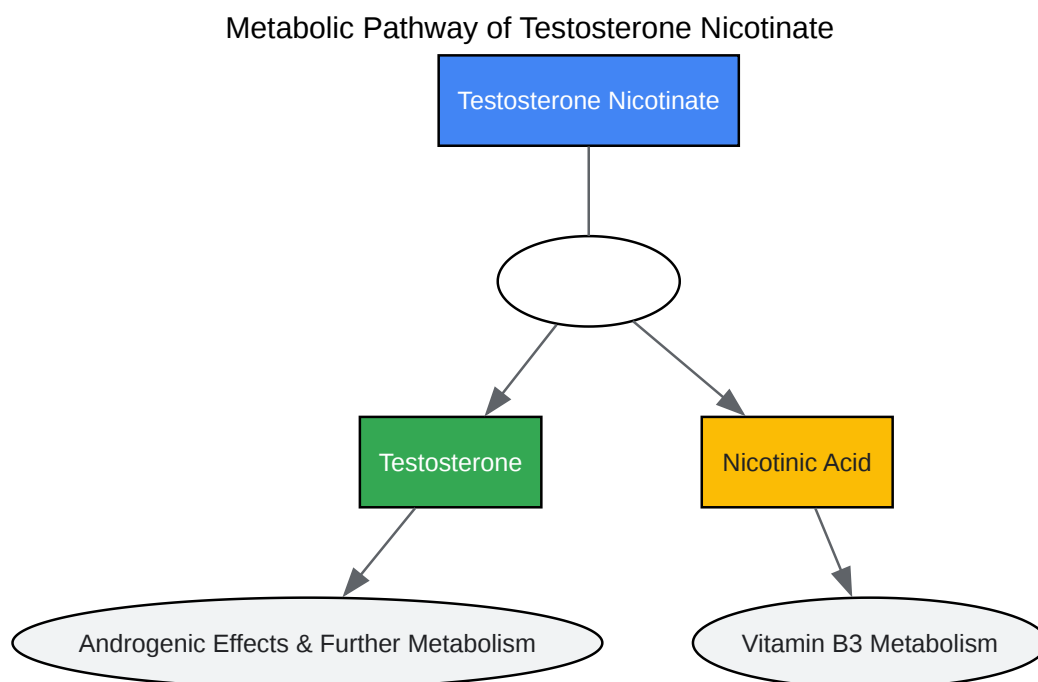 Metabolic Pathway of Testosterone Nicotinate
Testosterone Nicotinate
Testosterone
Nicotinic Acid
Androgenic Effects & Further Metabolism
Vitamin B3 Metabolism